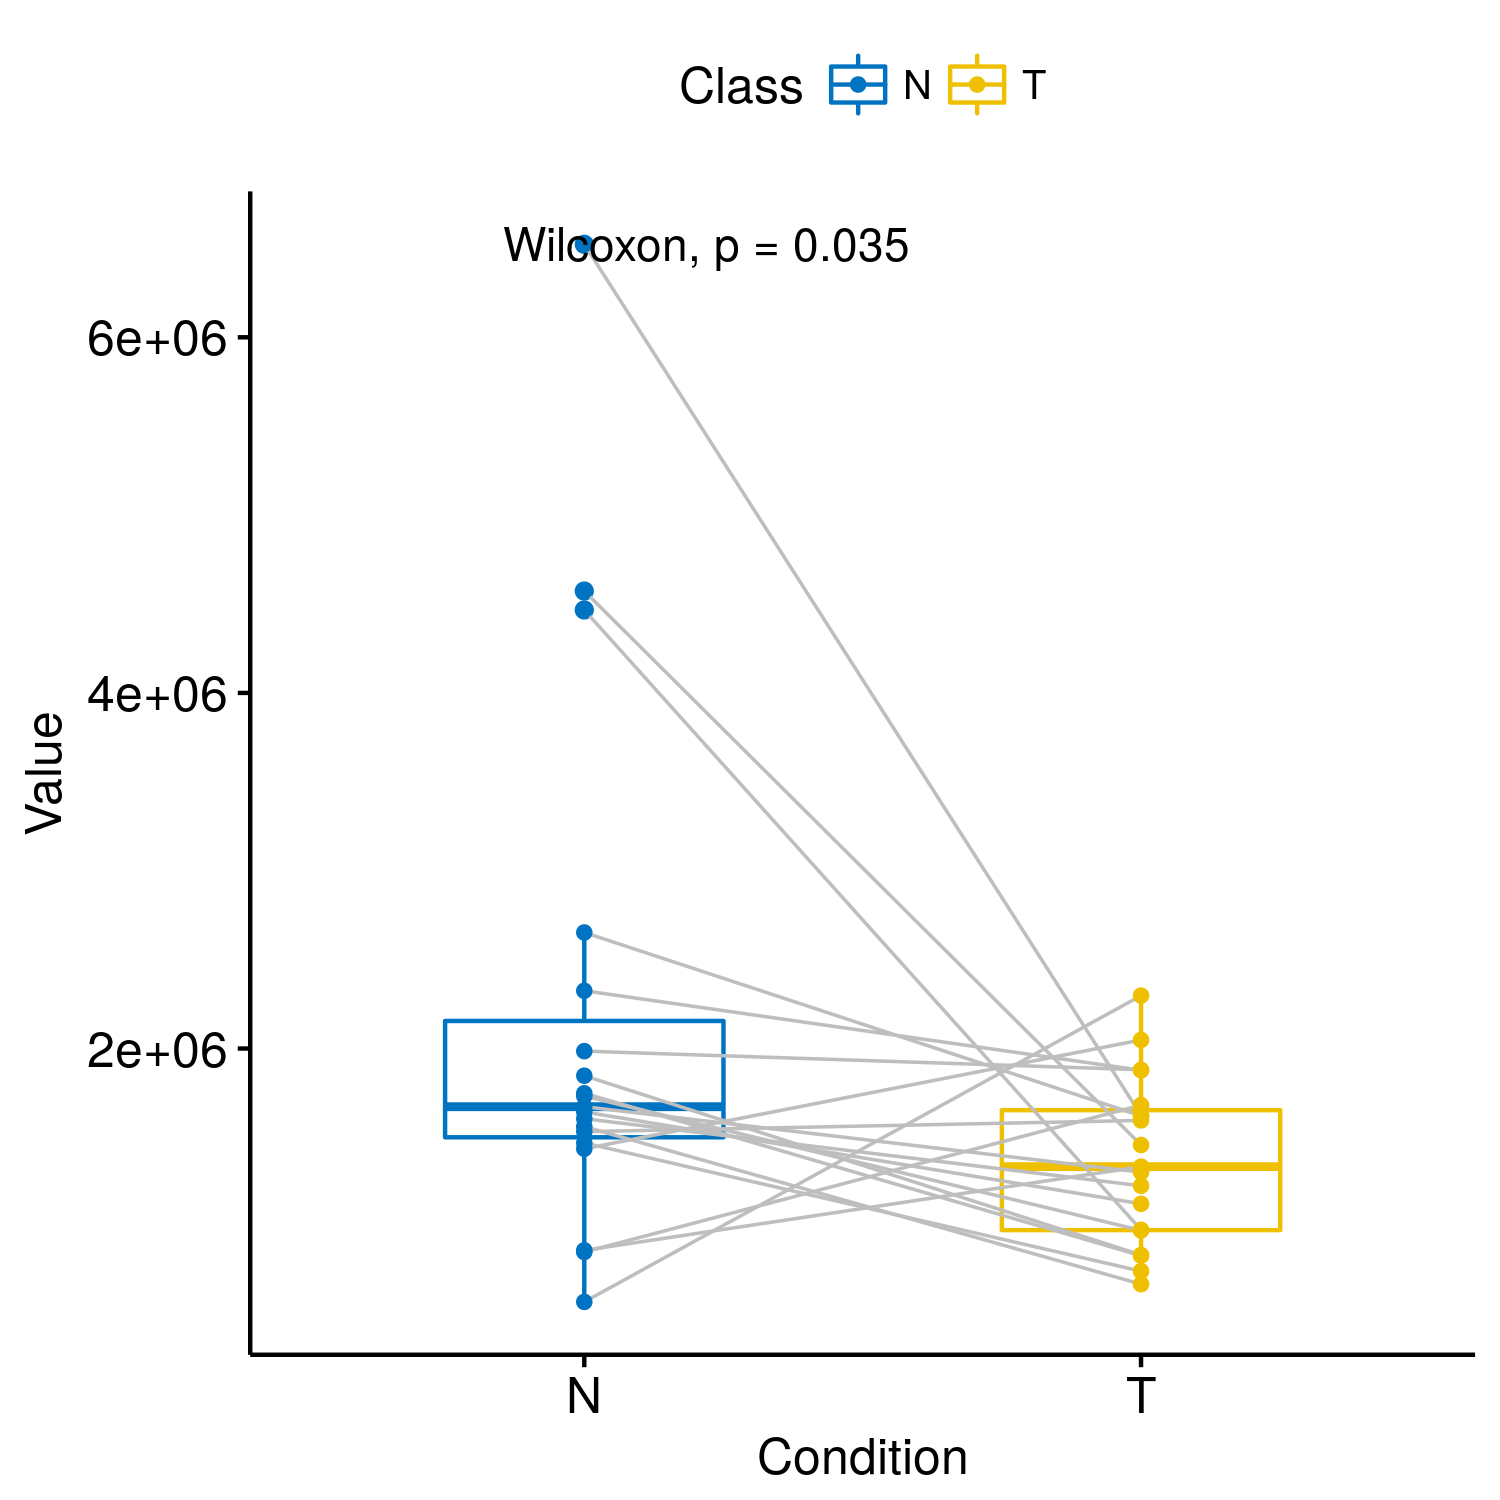 Class N T
Wilcoxon, p = 0.035
6e+06
4e+06
2e+06
Value
N T
Condition